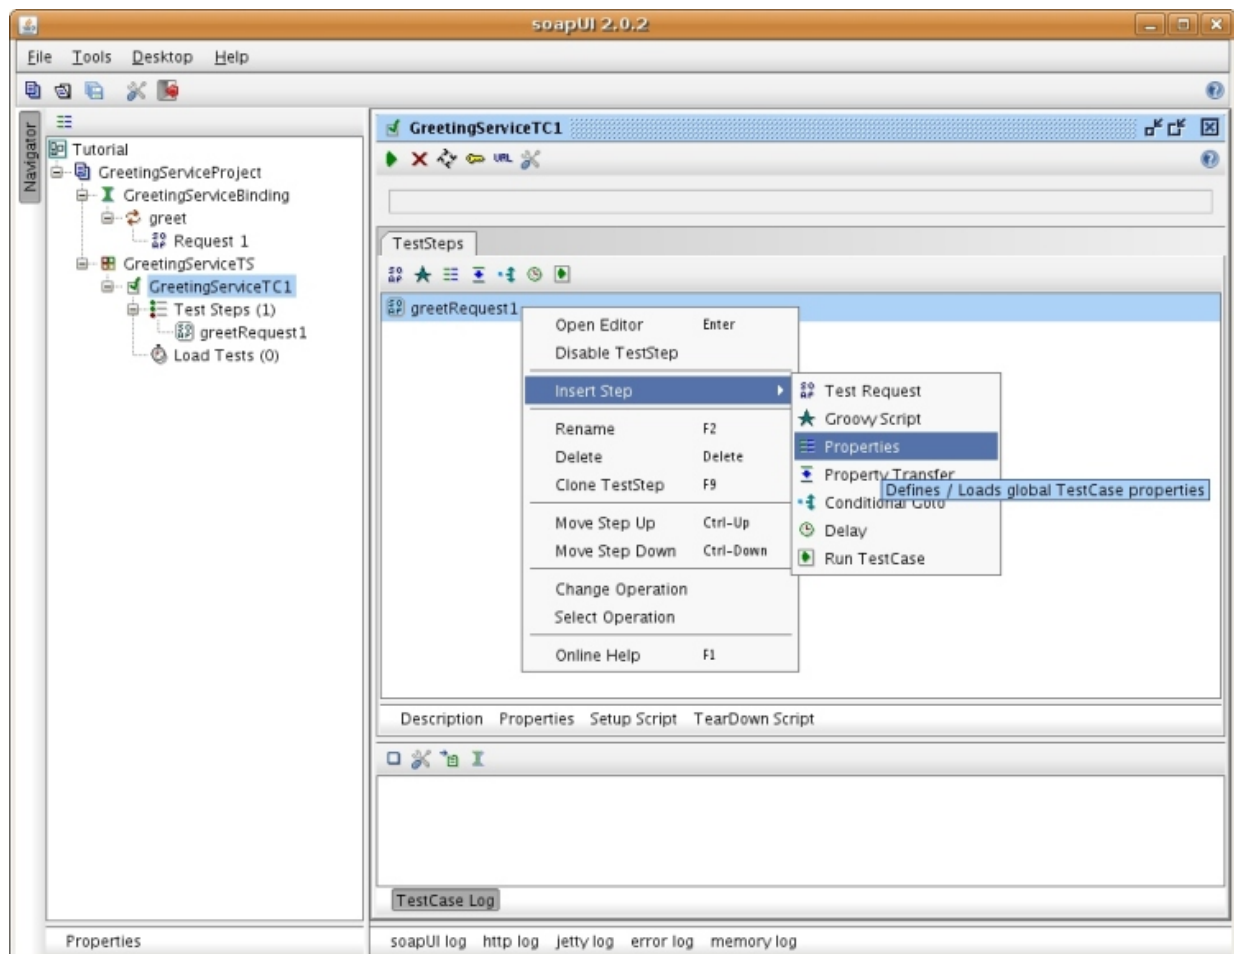 soapUI 2.0.2
File Tools Desktop Help
Navigator
Tutorial
GreetingServiceProject
GreetingServiceBinding
greet
Request 1
GreetingServiceTS
GreetingServiceTC1
Test Steps (1)
greetRequest1
Load Tests (0)
Properties
GreetingServiceTC1
URL
TestSteps
greetRequest1
Open Editor Enter
Disable TestStep
Insert Step
Rename F2
Delete Delete
Clone TestStep F9
Move Step Up Ctrl-Up
Move Step Down Ctrl-Down
Change Operation
Select Operation
Online Help F1
Test Request
Groovy Script
Properties
Property Transfer
Defines / Loads global TestCase properties
Conditional Goto
Delay
Run TestCase
Description Properties Setup Script TearDown Script
TestCase Log
soapUI log http log jetty log error log memory log